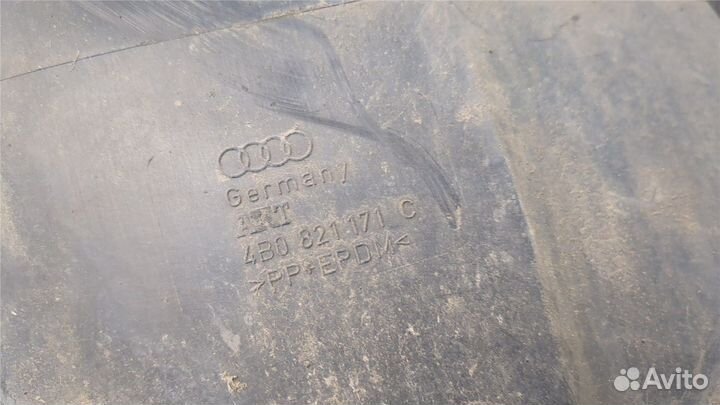 Germany
4B0 821 171 C
>PP*EPDM<
Avito